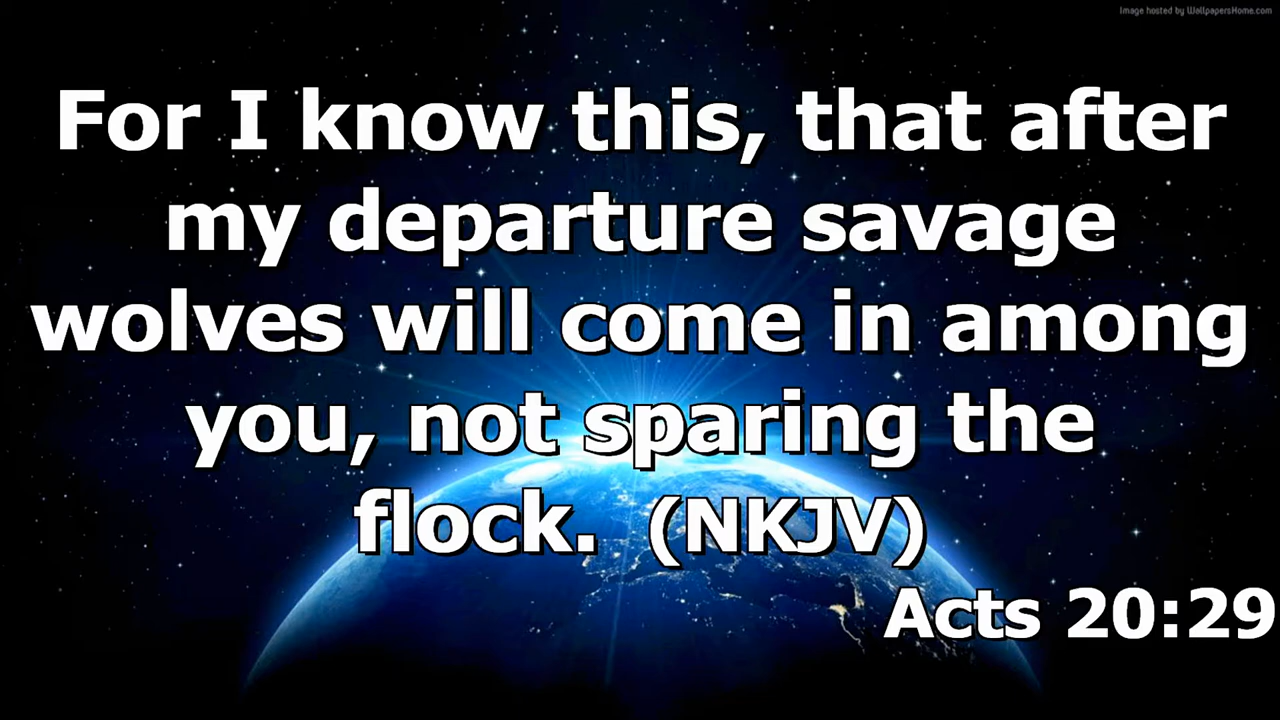 Image hosted by WallpapersHome.com
For I know this, that after
my departure savage
wolves will come in among
you, not sparing the
flock. (NKJV)
Acts 20:29